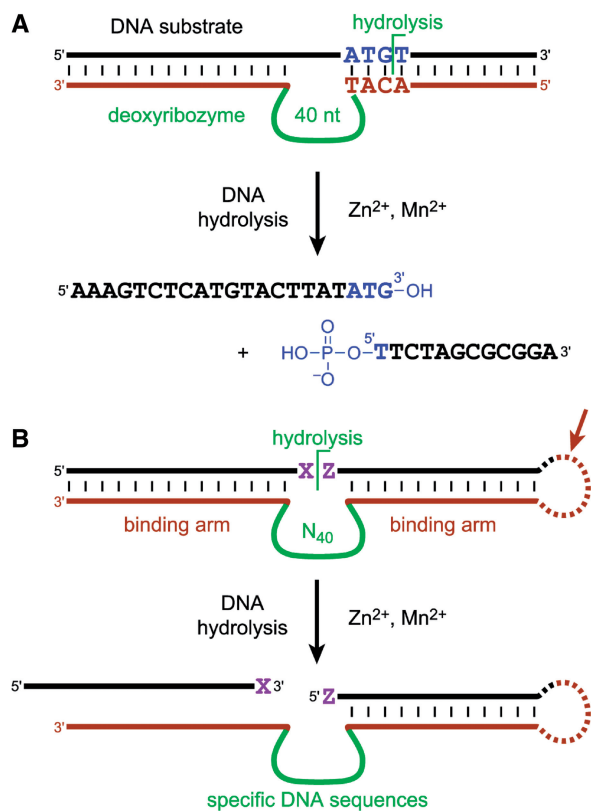 A
hydrolysis
DNA substrate
5' ATGT 3'
3' TACA 5'
deoxyribozyme
40 nt
DNA
hydrolysis
Zn2+, Mn2+
5'AAAGTCTCATGTACTTATATG3'–OH
+ HO–P–O–5'TTCTAGCGCGGA3'
O
–O
B
hydrolysis
5' X Z
3'
binding arm
N40
binding arm
DNA
hydrolysis
Zn2+, Mn2+
5' X3' 5'Z
3'
specific DNA sequences